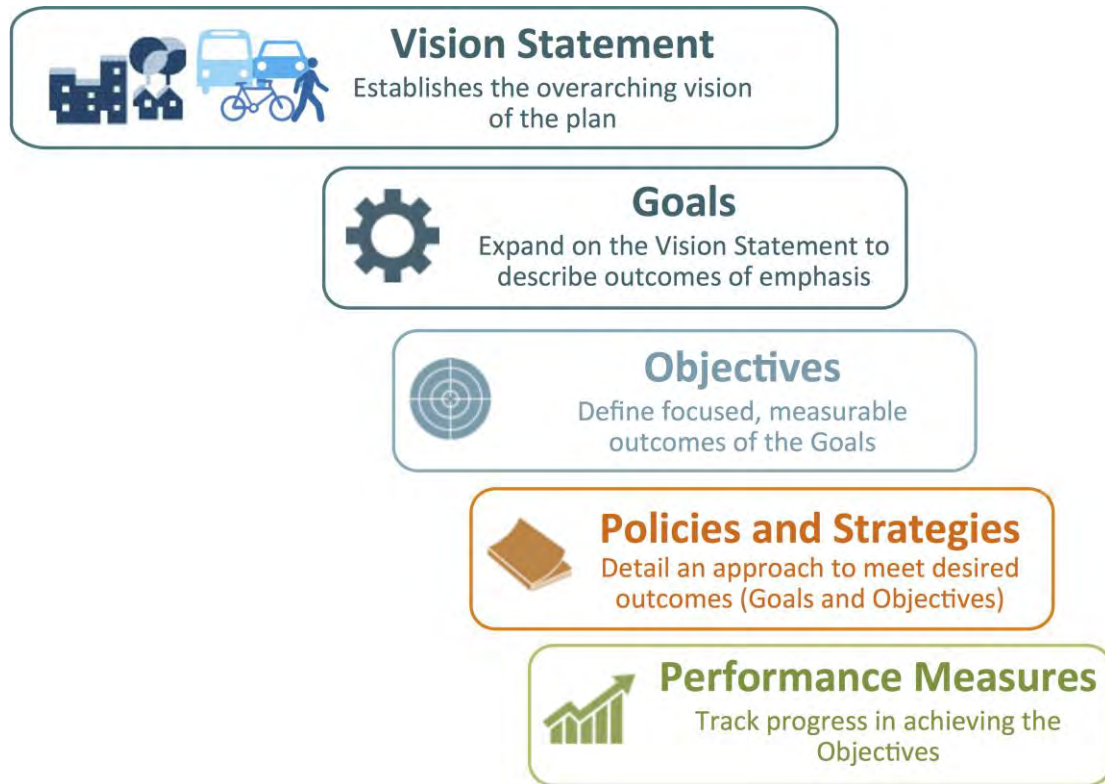 Vision Statement
Establishes the overarching vision
of the plan
Goals
Expand on the Vision Statement to
describe outcomes of emphasis
Objectives
Define focused, measurable
outcomes of the Goals
Policies and Strategies
Detail an approach to meet desired
outcomes (Goals and Objectives)
Performance Measures
Track progress in achieving the
Objectives